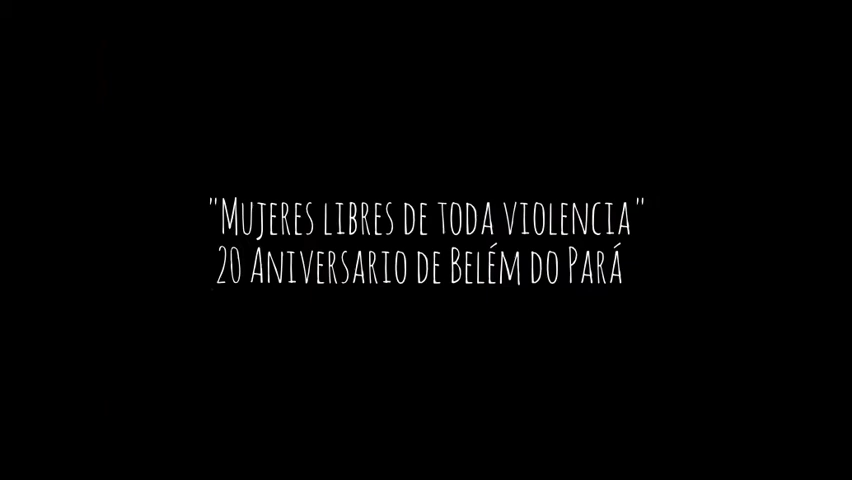 "Mujeres libres de toda violencia"
20 Aniversario de Belém do Pará